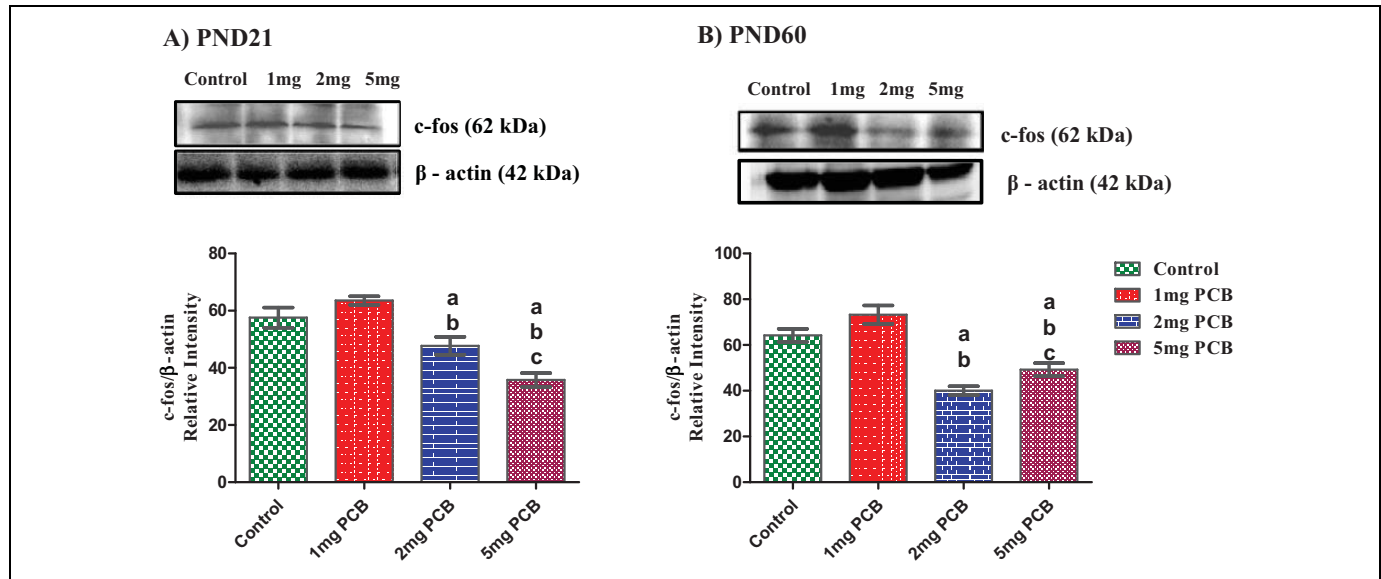 A) PND21
Control 1mg 2mg 5mg
c-fos (62 kDa)
β - actin (42 kDa)
80
60
40
20
0
c-fos/β-actin
Relative Intensity
a
b
a
b
c
Control
1mg PCB
2mg PCB
5mg PCB
B) PND60
Control 1mg 2mg 5mg
c-fos (62 kDa)
β - actin (42 kDa)
100
80
60
40
20
0
c-fos/β-actin
Relative Intensity
a
b
a
b
c
Control
1mg PCB
2mg PCB
5mg PCB
Control
1mg PCB
2mg PCB
5mg PCB